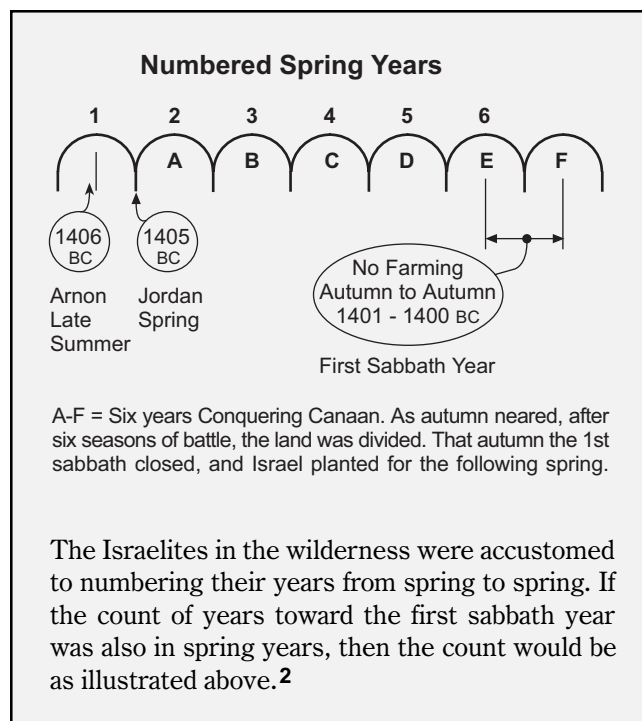 Numbered Spring Years
1 2 3 4 5 6
A B C D E F
1406
BC
1405
BC
Arnon
Late
Summer
Jordan
Spring
No Farming
Autumn to Autumn
1401 - 1400 BC
First Sabbath Year
A-F = Six years Conquering Canaan. As autumn neared, after
six seasons of battle, the land was divided. That autumn the 1st
sabbath closed, and Israel planted for the following spring.
The Israelites in the wilderness were accustomed
to numbering their years from spring to spring. If
the count of years toward the first sabbath year
was also in spring years, then the count would be
as illustrated above.2